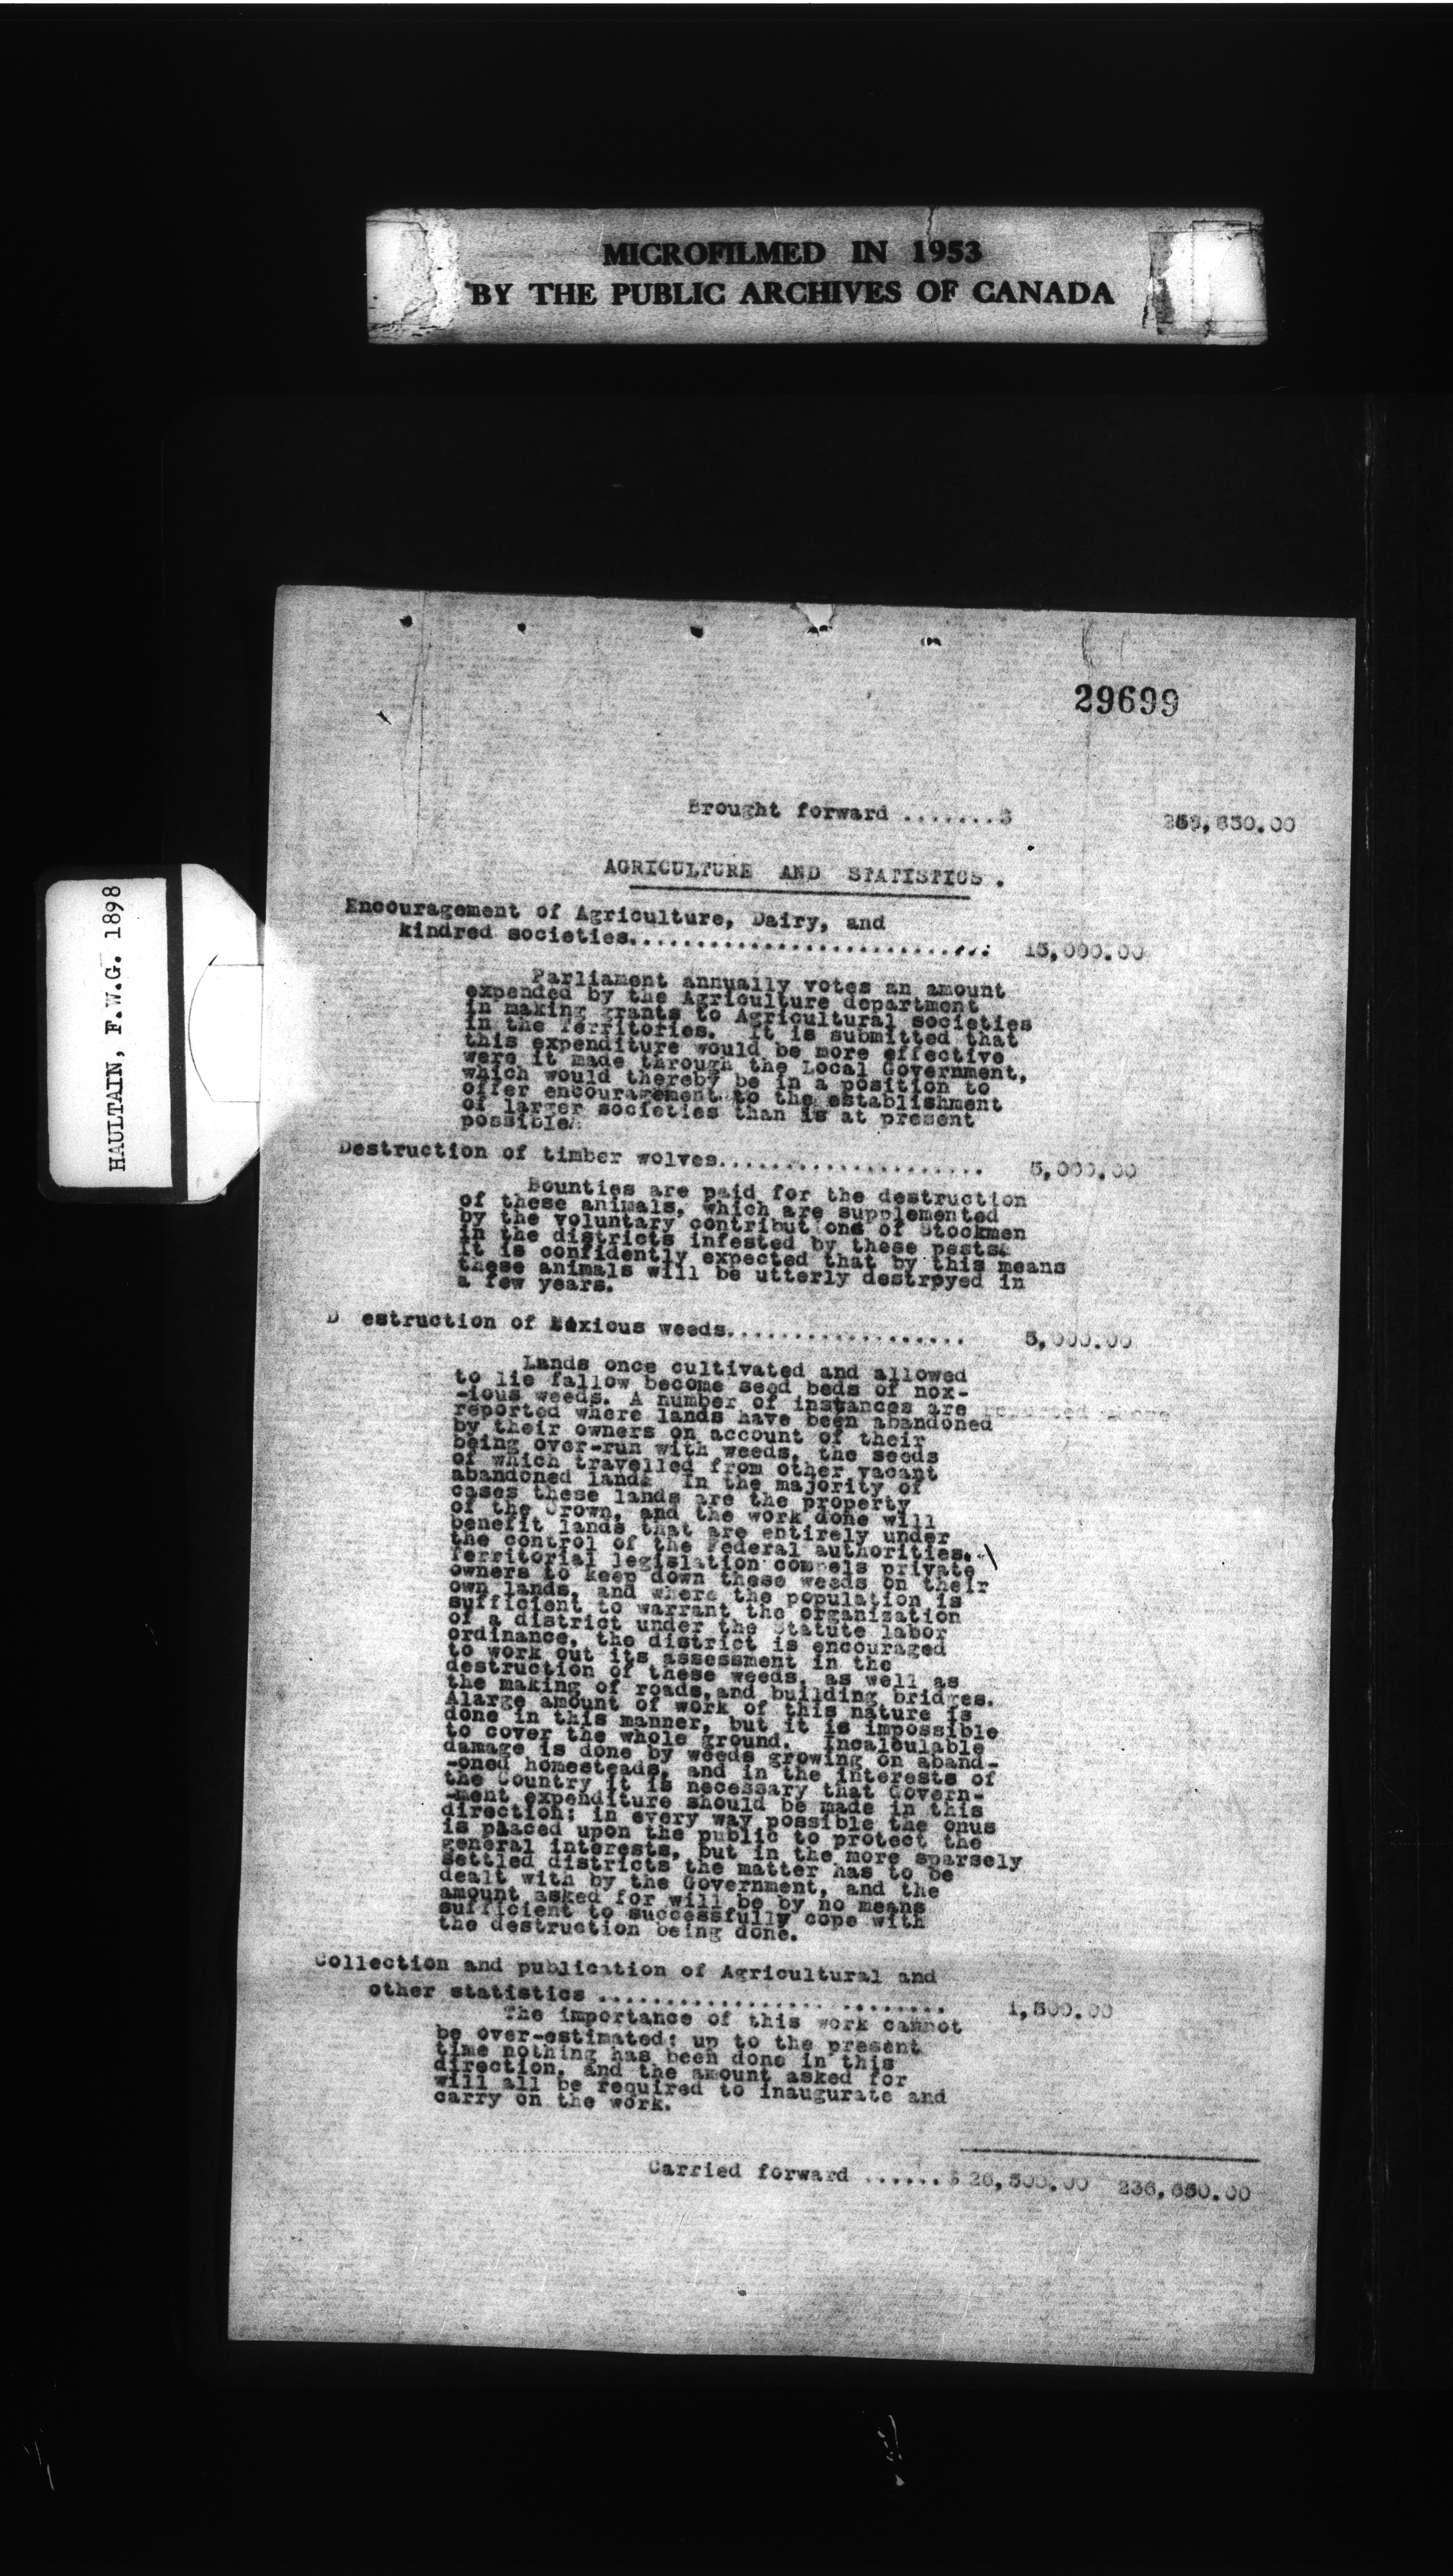 MICROFILMED IN 1953
BY THE PUBLIC ARCHIVES OF CANADA
HAULTAIN, F.W.G. 1898
29699
Brought forward .......$ ,650.00
AGRICULTURE AND STATISTICS.
Encouragement of Agriculture, Dairy, and
kindred societies........................... 15,000.00
Parliament annually votes an amount
expended by the Agriculture department
in making grants to Agricultural societies
in the Territories. It is submitted that
this expenditure would be more effective
were it made through the Local Government,
which would thereby be in a position to
offer encouragement to the establishment
of larger societies than is at present
possible.
Destruction of timber wolves.................... 5,000.00
Bounties are paid for the destruction
of these animals, which are supplemented
by the voluntary contributions of Stockmen
in the districts infested by these pests.
It is confidently expected that by this means
these animals will be utterly destrpyed in
a few years.
D estruction of Noxious weeds.................. 5,000.00
Lands once cultivated and allowed
to lie fallow become seed beds of nox-
-ious weeds. A number of instances are
reported where lands have been abandoned
by their owners on account of their
being over-run with weeds, the seeds
of which travelled from other vacant
abandoned lands In the majority of
cases these lands are the property
of the Crown, and the work done will
benefit lands that are entirely under
the control of the Federal authorities.
Territorial legislation compels private
owners to keep down these weeds on their
own lands, and where the population is
sufficient to warrant the organization
of a district under the Statute labor
ordinance, the district is encouraged
to work out its assessment in the
destruction of these weeds, as well as
the making of roads, and building bridges.
Alarge amount of work of this nature is
done in this manner, but it is impossible
to cover the whole ground. Incalculable
damage is done by weeds growing on aband-
-oned homesteads, and in the interests of
the Country it is necessary that Govern-
-ment expenditure should be made in this
direction; in every way possible the onus
is plaaced upon the public to protect the
general interests, but in the more sparsely
settled districts the matter has to be
dealt with by the Government, and the
amount asked for will be by no means
sufficient to successfully cope with
the destruction being done.
Collection and publication of Agricultural and
other statistics .......................... 1,500.00
The importance of this work cannot
be over-estimated; up to the present
time nothing has been done in this
direction, and the amount asked for
will all be required to inaugurate and
carry on the work.
Carried forward ......$ 26,500.00 236,650.00